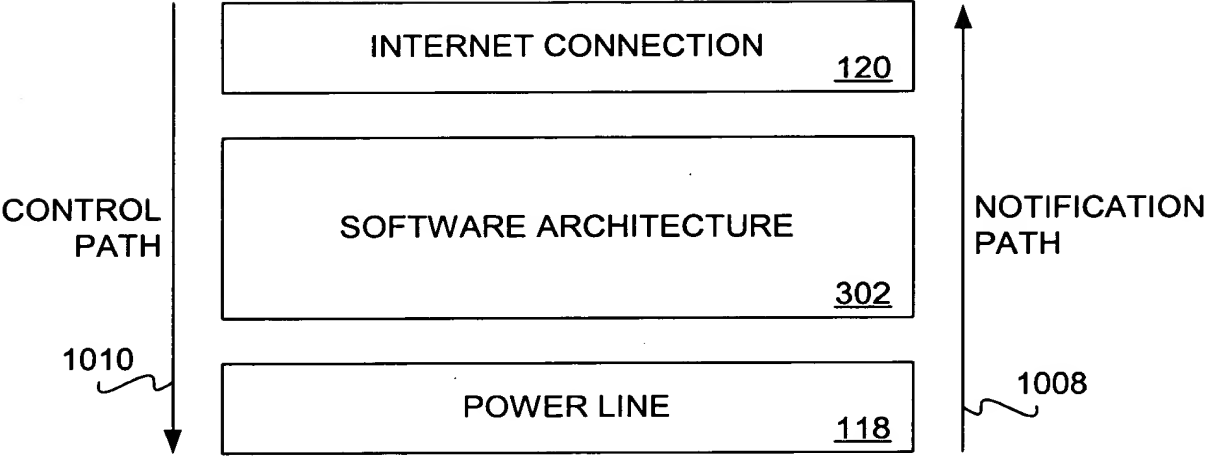 INTERNET CONNECTION
120
CONTROL
PATH
SOFTWARE ARCHITECTURE
302
NOTIFICATION
PATH
1010
POWER LINE
118
1008